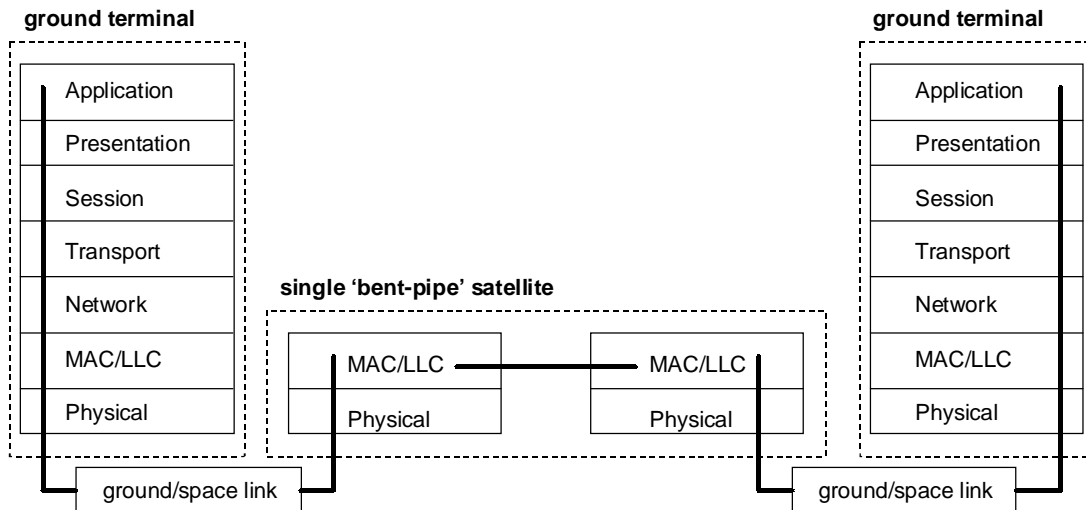 ground terminal
Application
Presentation
Session
Transport
Network
MAC/LLC
Physical
ground/space link
single ‘bent-pipe’ satellite
MAC/LLC
Physical
MAC/LLC
Physical
ground/space link
ground terminal
Application
Presentation
Session
Transport
Network
MAC/LLC
Physical